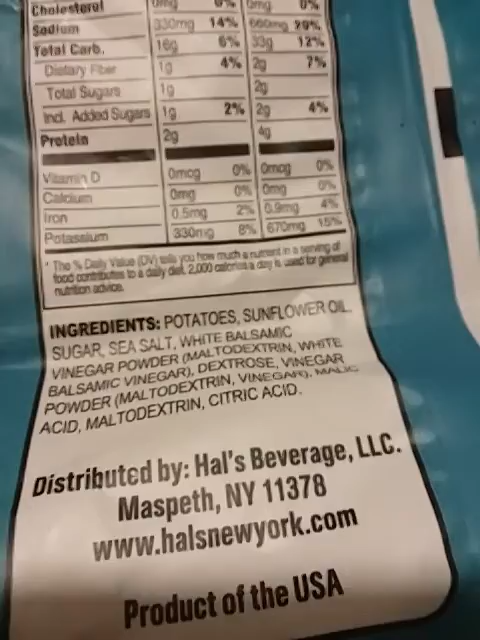 Cholesterol 0mg 0% 0mg 0%
Sodium 330mg 14% 660mg 29%
Total Carb. 16g 6% 33g 12%
Dietary Fiber 1g 4% 2g 7%
Total Sugars 1g 2g
Incl. Added Sugars 1g 2% 2g 4%
Protein 2g 4g
Vitamin D 0mcg 0% 0mcg 0%
Calcium 0mg 0% 0mg 0%
Iron 0.5mg 2% 0.9mg 4%
Potassium 330mg 8% 670mg 15%
* The % Daily Value (DV) tells you how much a nutrient in a serving of
food contributes to a daily diet. 2,000 calories a day is used for general
nutrition advice.
INGREDIENTS: POTATOES, SUNFLOWER OIL,
SUGAR, SEA SALT, WHITE BALSAMIC
VINEGAR POWDER (MALTODEXTRIN, WHITE
BALSAMIC VINEGAR), DEXTROSE, VINEGAR
POWDER (MALTODEXTRIN, VINEGAR), MALIC
ACID, MALTODEXTRIN, CITRIC ACID.
Distributed by: Hal's Beverage, LLC.
Maspeth, NY 11378
www.halsnewyork.com
Product of the USA